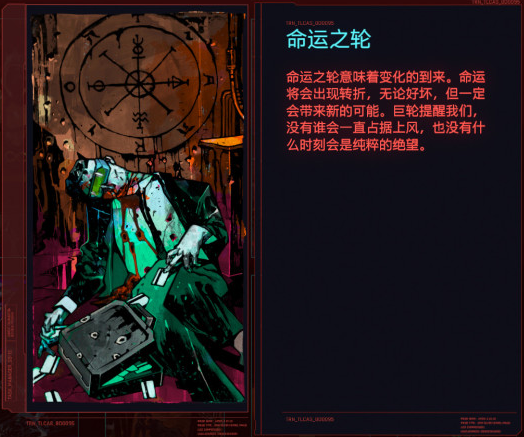 TRN_TLCAS_800095
命运之轮
命运之轮意味着变化的到来。命运
将会出现转折，无论好坏，但一定
会带来新的可能。巨轮提醒我们，
没有谁会一直占据上风，也没有什
么时刻会是纯粹的绝望。
TRN_TLCAS_800095
TRN_TLCAS_800095